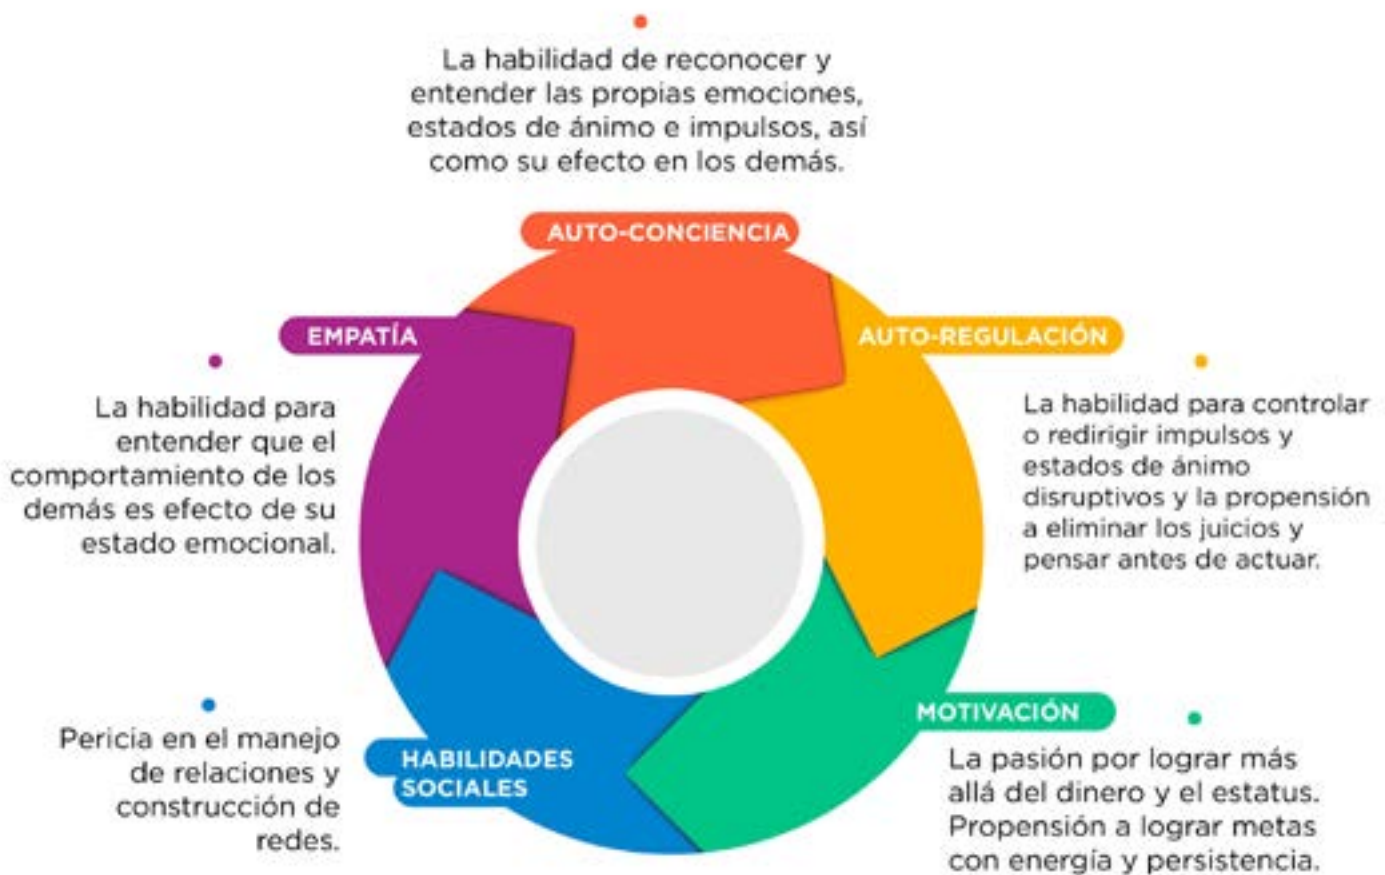 La habilidad de reconocer y
entender las propias emociones,
estados de ánimo e impulsos, así
como su efecto en los demás.
AUTO-CONCIENCIA
EMPATÍA
La habilidad para
entender que el
comportamiento de los
demás es efecto de su
estado emocional.
AUTO-REGULACIÓN
La habilidad para controlar
o redirigir impulsos y
estados de ánimo
disruptivos y la propensión
a eliminar los juicios y
pensar antes de actuar.
Pericia en el manejo
de relaciones y
construcción de
redes.
HABILIDADES
SOCIALES
MOTIVACIÓN
La pasión por lograr más
allá del dinero y el estatus.
Propensión a lograr metas
con energía y persistencia.